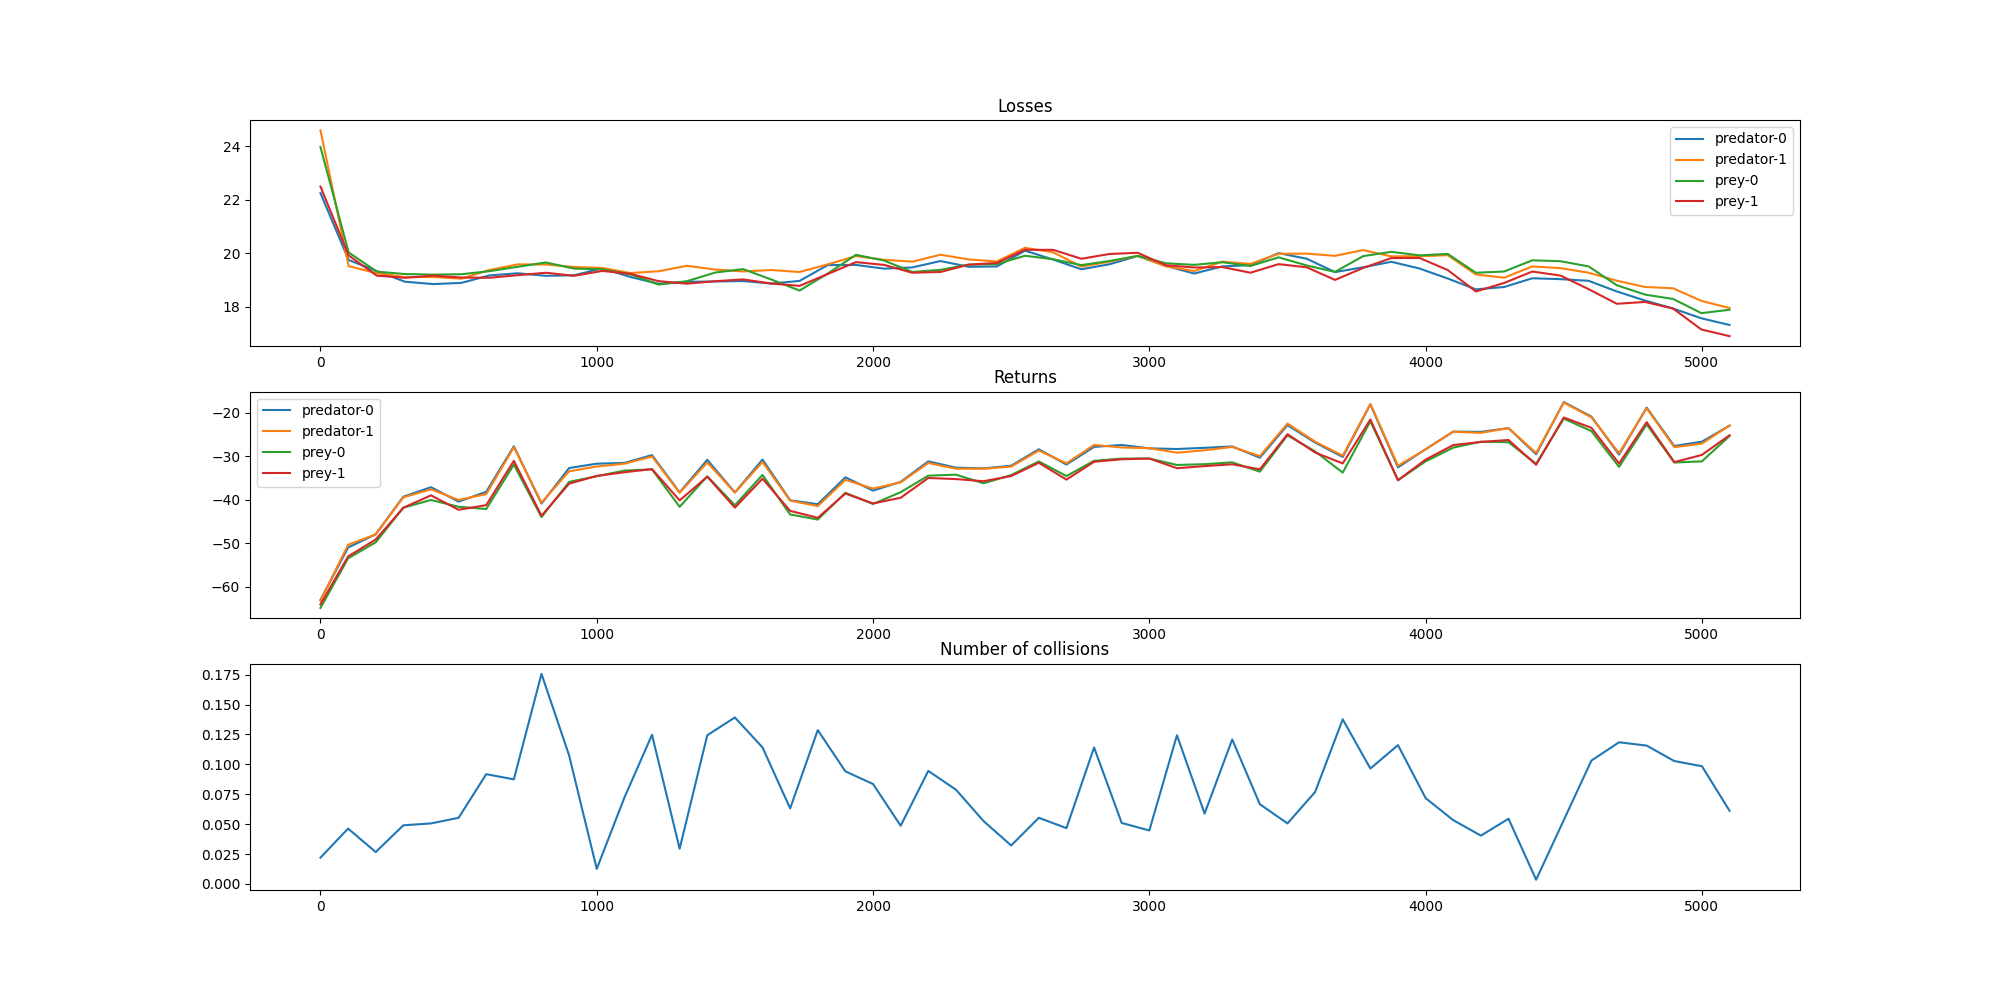 Losses
24
22
20
18
predator-0
predator-1
prey-0
prey-1
0 1000 2000 3000 4000 5000
Returns
−20
−30
−40
−50
−60
predator-0
predator-1
prey-0
prey-1
0 1000 2000 3000 4000 5000
Number of collisions
0.175
0.150
0.125
0.100
0.075
0.050
0.025
0.000
0 1000 2000 3000 4000 5000